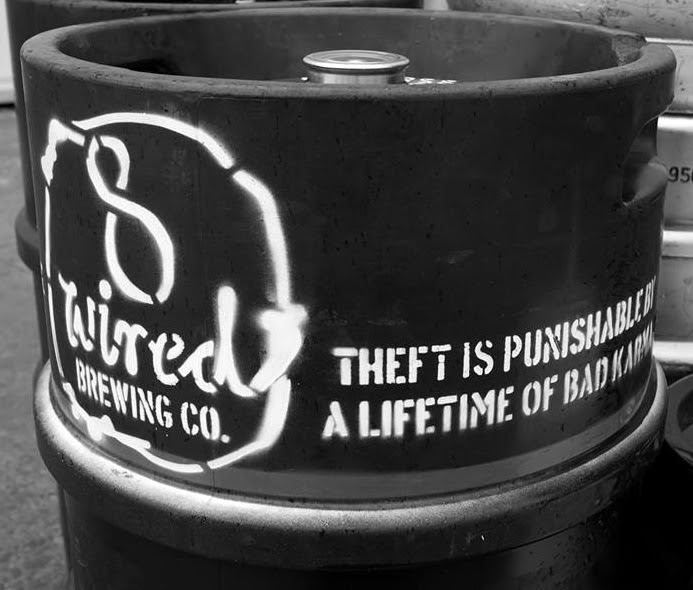 8
wired
BREWING CO.
THEFT IS PUNISHABLE BY
A LIFETIME OF BAD KARMA